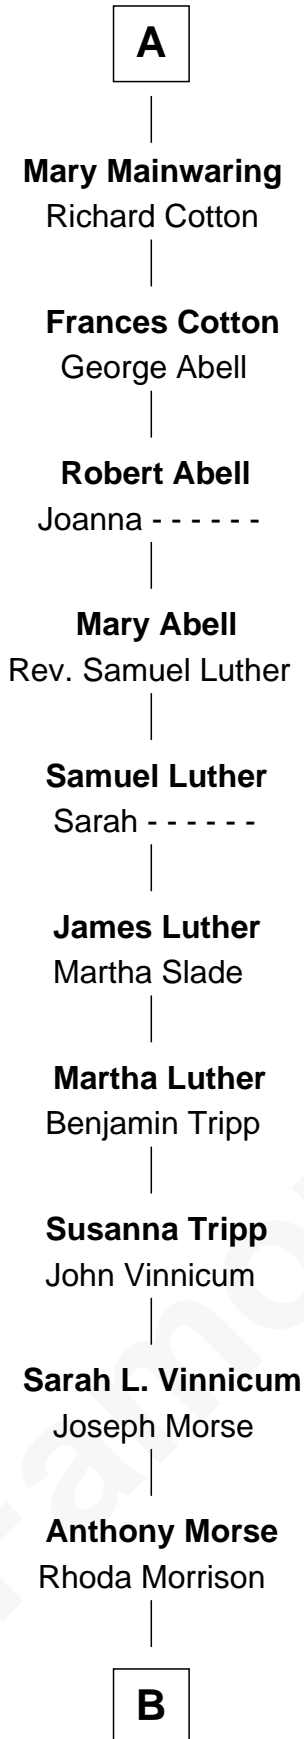 A
Mary Mainwaring
Richard Cotton
Frances Cotton
George Abell
Robert Abell
Joanna - - - - - -
Mary Abell
Rev. Samuel Luther
Samuel Luther
Sarah - - - - - -
James Luther
Martha Slade
Martha Luther
Benjamin Tripp
Susanna Tripp
John Vinnicum
Sarah L. Vinnicum
Joseph Morse
Anthony Morse
Rhoda Morrison
B